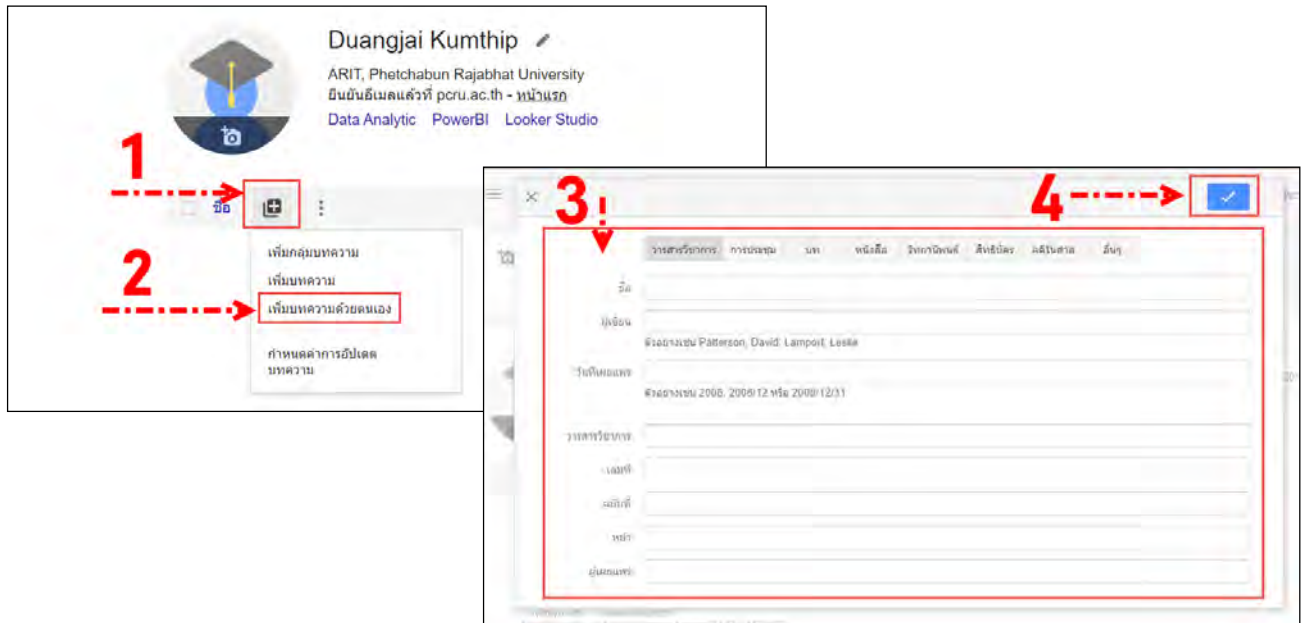 Duangjai Kumthip
ARIT, Phetchabun Rajabhat University
ยืนยันอีเมลแล้วที่ pcru.ac.th - หน้าแรก
Data Analytic PowerBI Looker Studio
1
ชื่อ
2
เพิ่มกลุ่มบทความ
เพิ่มบทความ
เพิ่มบทความด้วยตนเอง
กำหนดค่าการอัปเดต
บทความ
3
4
วารสารวิชาการ การประชุม บท หนังสือ วิทยานิพนธ์ สิทธิบัตร คดีในศาล อื่นๆ
ชื่อ
ผู้เขียน
ตัวอย่างเช่น Patterson, David; Lamport, Leslie
วันที่เผยแพร่
ตัวอย่างเช่น 2008, 2008/12 หรือ 2008/12/31
วารสารวิชาการ
เล่มที่
ฉบับที่
หน้า
ผู้เผยแพร่